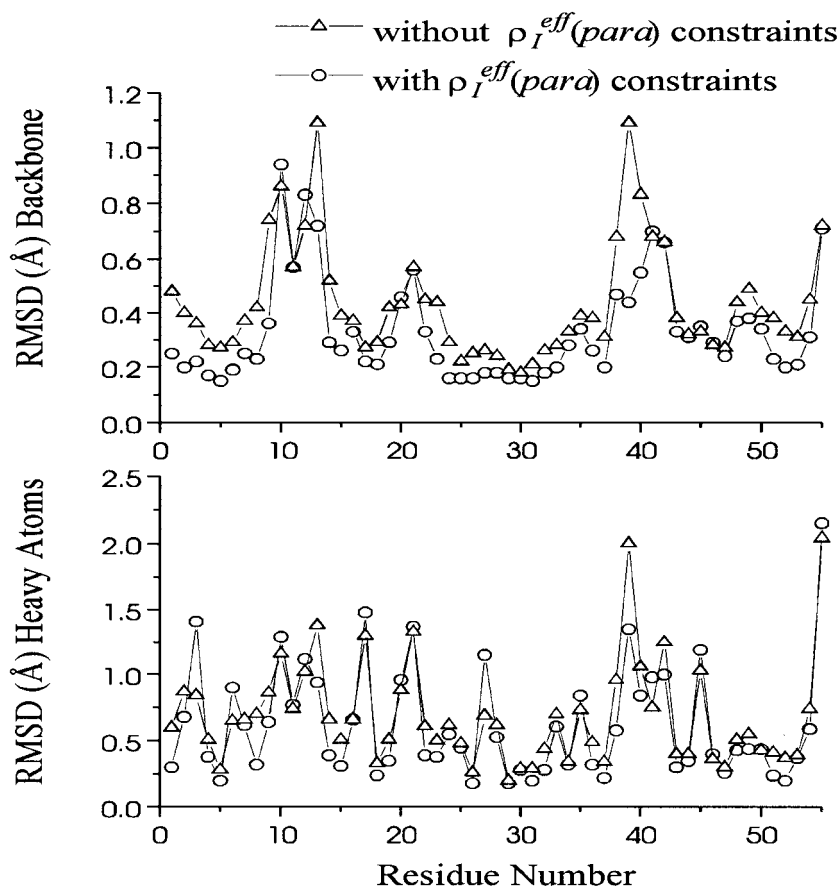 without ρ_I^eff(para) constraints
with ρ_I^eff(para) constraints
RMSD (Å) Backbone
1.2
1.0
0.8
0.6
0.4
0.2
0.0
0 10 20 30 40 50
RMSD (Å) Heavy Atoms
2.5
2.0
1.5
1.0
0.5
0.0
0 10 20 30 40 50
Residue Number